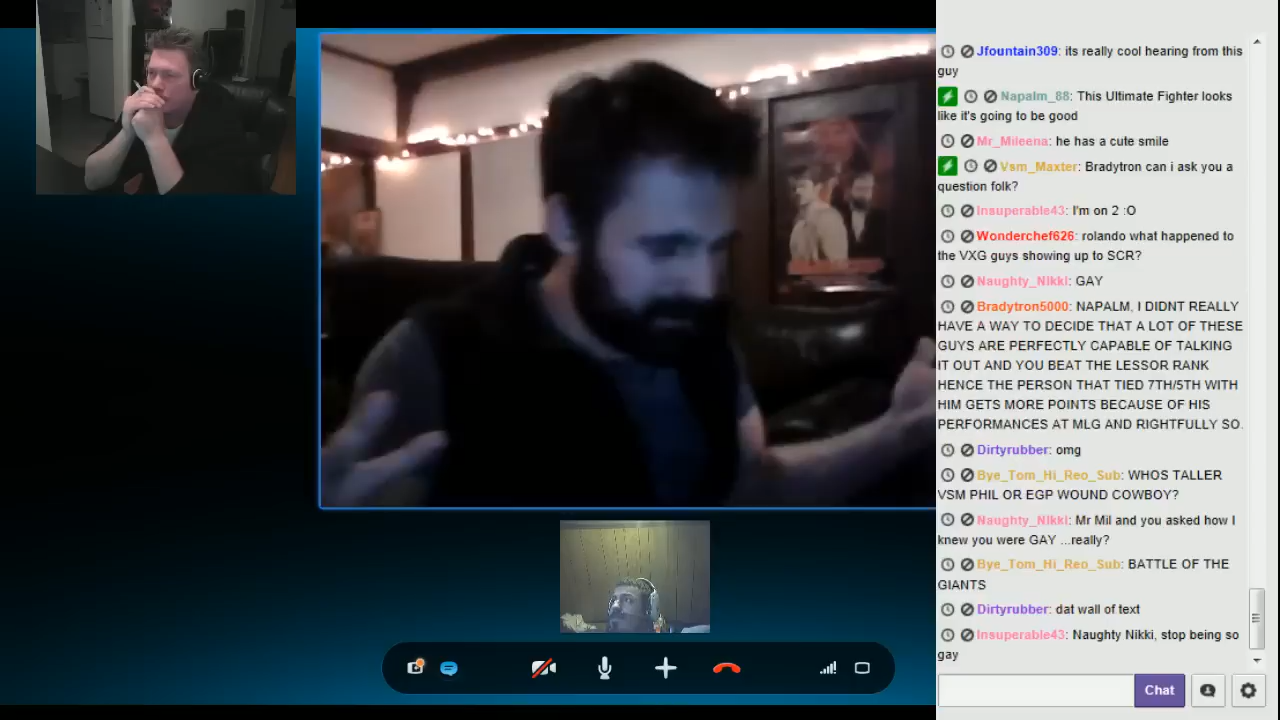 Jfountain309: its really cool hearing from this
guy
Napalm_88: This Ultimate Fighter looks
like it's going to be good
Mr_Mileena: he has a cute smile
Vsm_Maxter: Bradytron can i ask you a
question folk?
Insuperable43: I'm on 2 :O
Wonderchef626: rolando what happened to
the VXG guys showing up to SCR?
Naughty_NIkki: GAY
Bradytron5000: NAPALM, I DIDNT REALLY
HAVE A WAY TO DECIDE THAT A LOT OF THESE
GUYS ARE PERFECTLY CAPABLE OF TALKING
IT OUT AND YOU BEAT THE LESSOR RANK
HENCE THE PERSON THAT TIED 7TH/5TH WITH
HIM GETS MORE POINTS BECAUSE OF HIS
PERFORMANCES AT MLG AND RIGHTFULLY SO.
Dirtyrubber: omg
Bye_Tom_Hi_Reo_Sub: WHOS TALLER
VSM PHIL OR EGP WOUND COWBOY?
Naughty_NIkki: Mr Mil and you asked how I
knew you were GAY ...really?
Bye_Tom_Hi_Reo_Sub: BATTLE OF THE
GIANTS
Dirtyrubber: dat wall of text
Insuperable43: Naughty Nikki, stop being so
gay
Chat